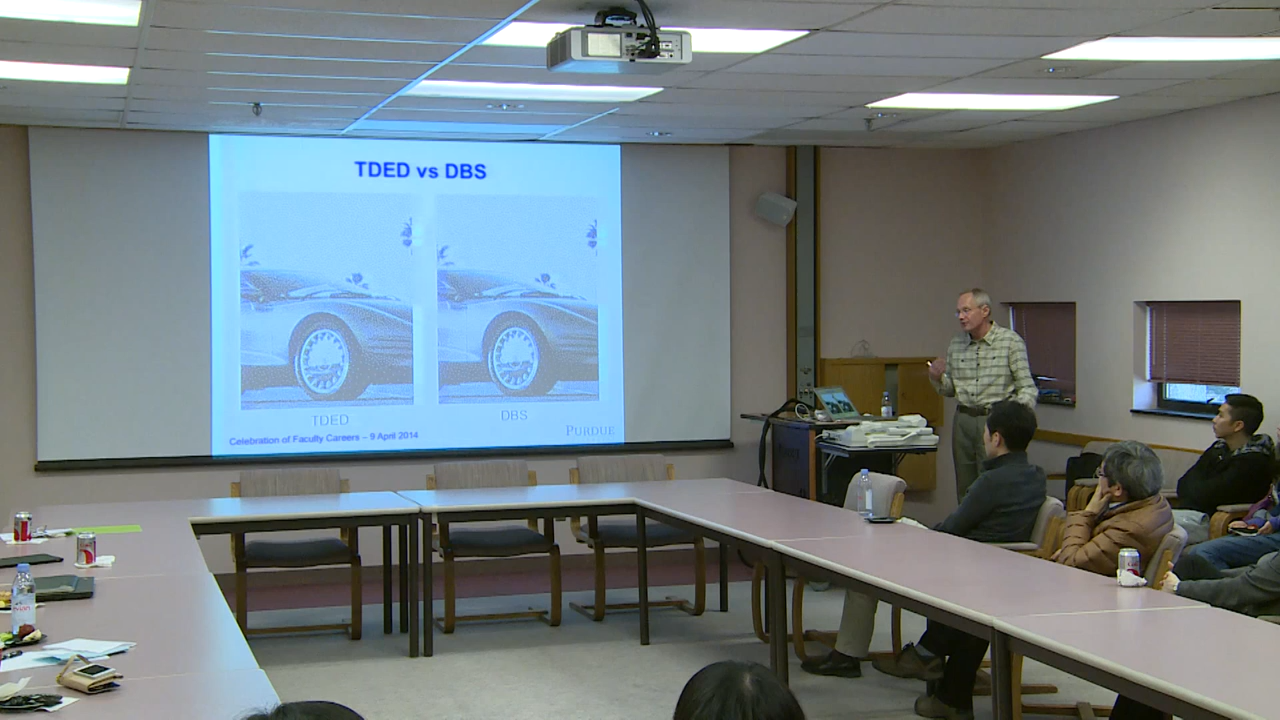 TDED vs DBS
TDED
DBS
Celebration of Faculty Careers – 9 April 2014
PURDUE